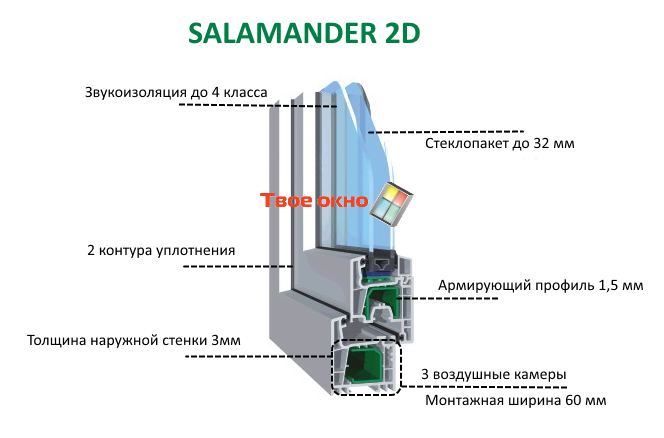 SALAMANDER 2D
Звукоизоляция до 4 класса
Стеклопакет до 32 мм
Твое окно
2 контура уплотнения
Армирующий профиль 1,5 мм
Толщина наружной стенки 3мм
3 воздушные камеры
Монтажная ширина 60 мм